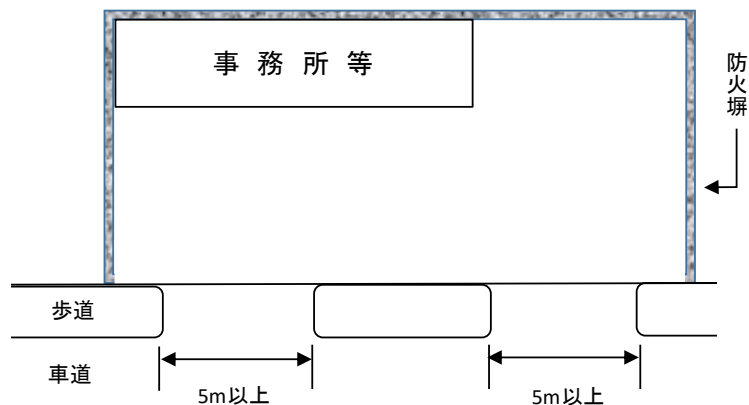 事務所等
防火塀
歩道
車道
5m以上
5m以上